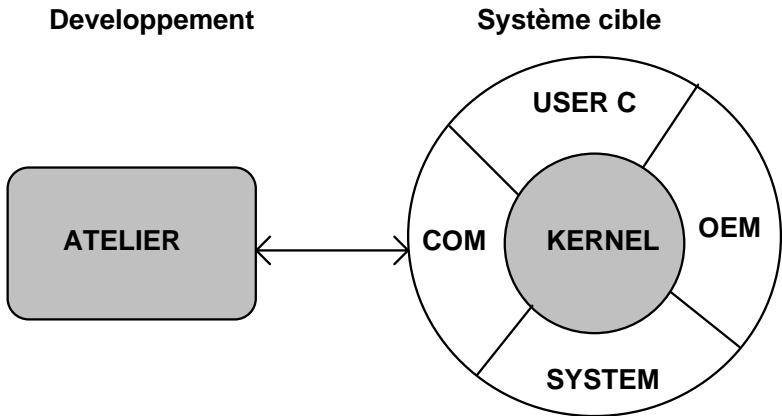 Developpement
Système cible
USER C
ATELIER
COM
KERNEL
OEM
SYSTEM